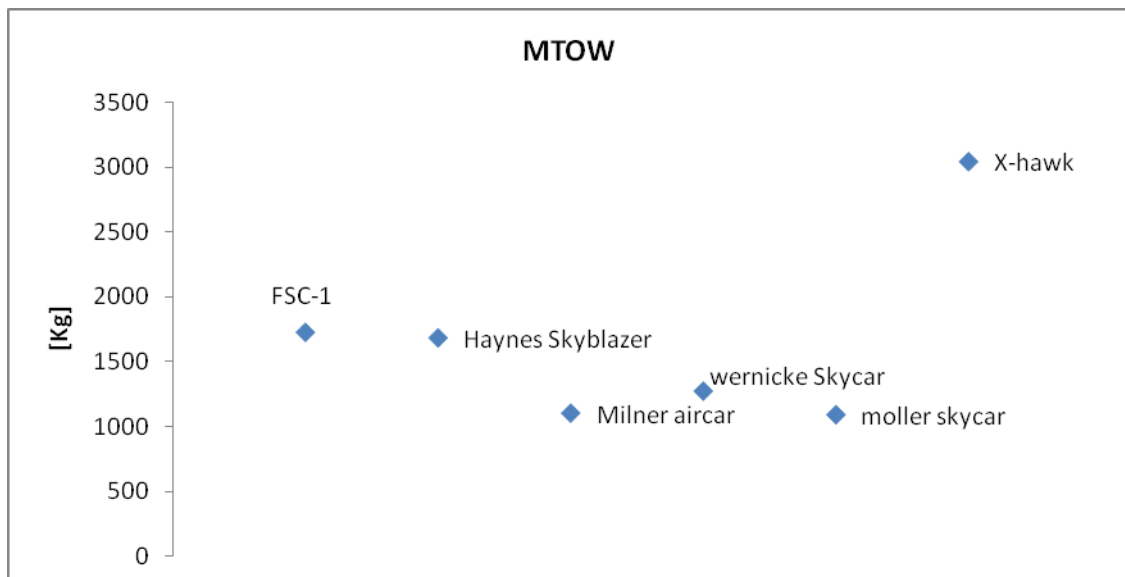 MTOW
3500
3000
2500
2000
1500
1000
500
0
[Kg]
FSC-1
Haynes Skyblazer
Milner aircar
wernicke Skycar
moller skycar
X-hawk